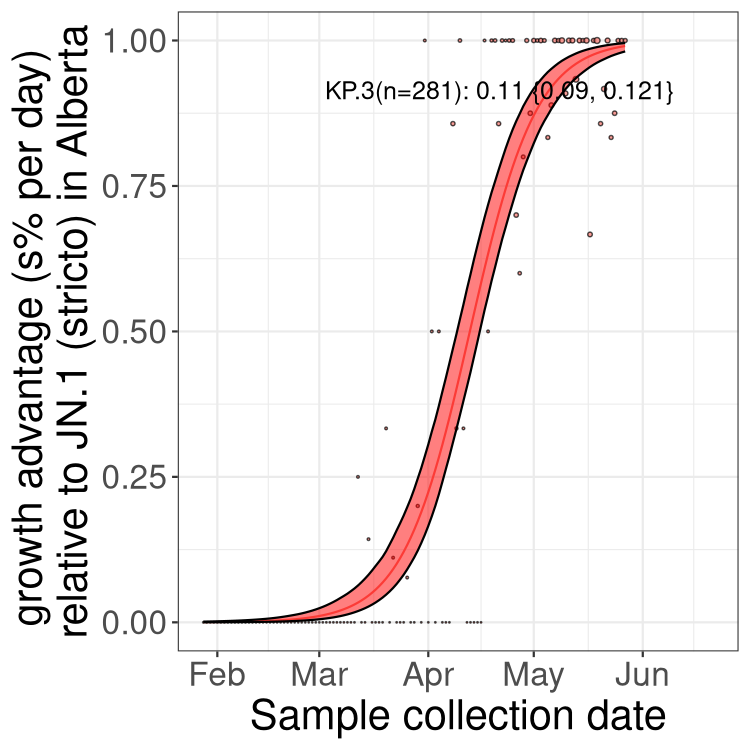 growth advantage (s% per day)
relative to JN.1 (stricto) in Alberta
1.00
0.75
0.50
0.25
0.00
KP.3(n=281): 0.11 {0.09, 0.121}
Feb Mar Apr May Jun
Sample collection date